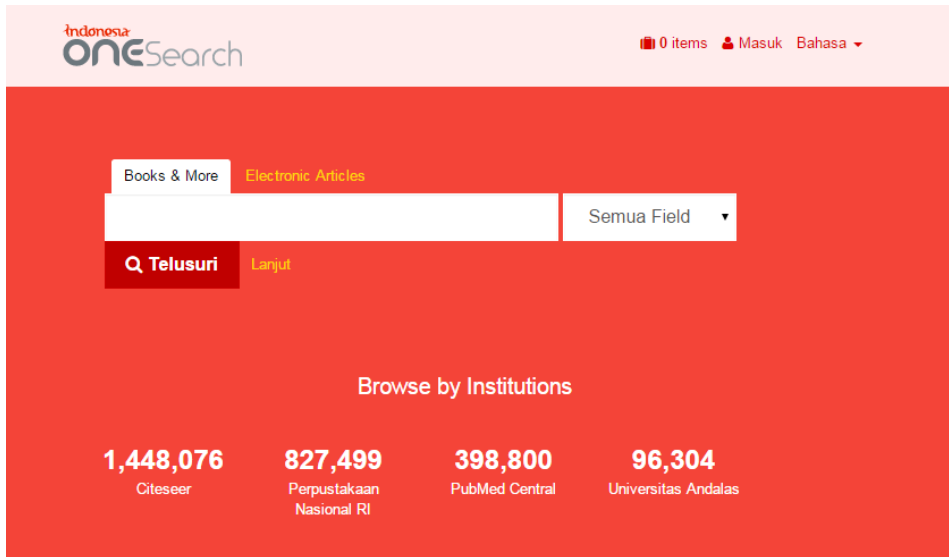 Indonesia
OneSearch
0 items Masuk Bahasa
Books & More Electronic Articles
Semua Field
Telusuri Lanjut
Browse by Institutions
1,448,076 827,499 398,800 96,304
Citeseer Perpustakaan PubMed Central Universitas Andalas
Nasional RI